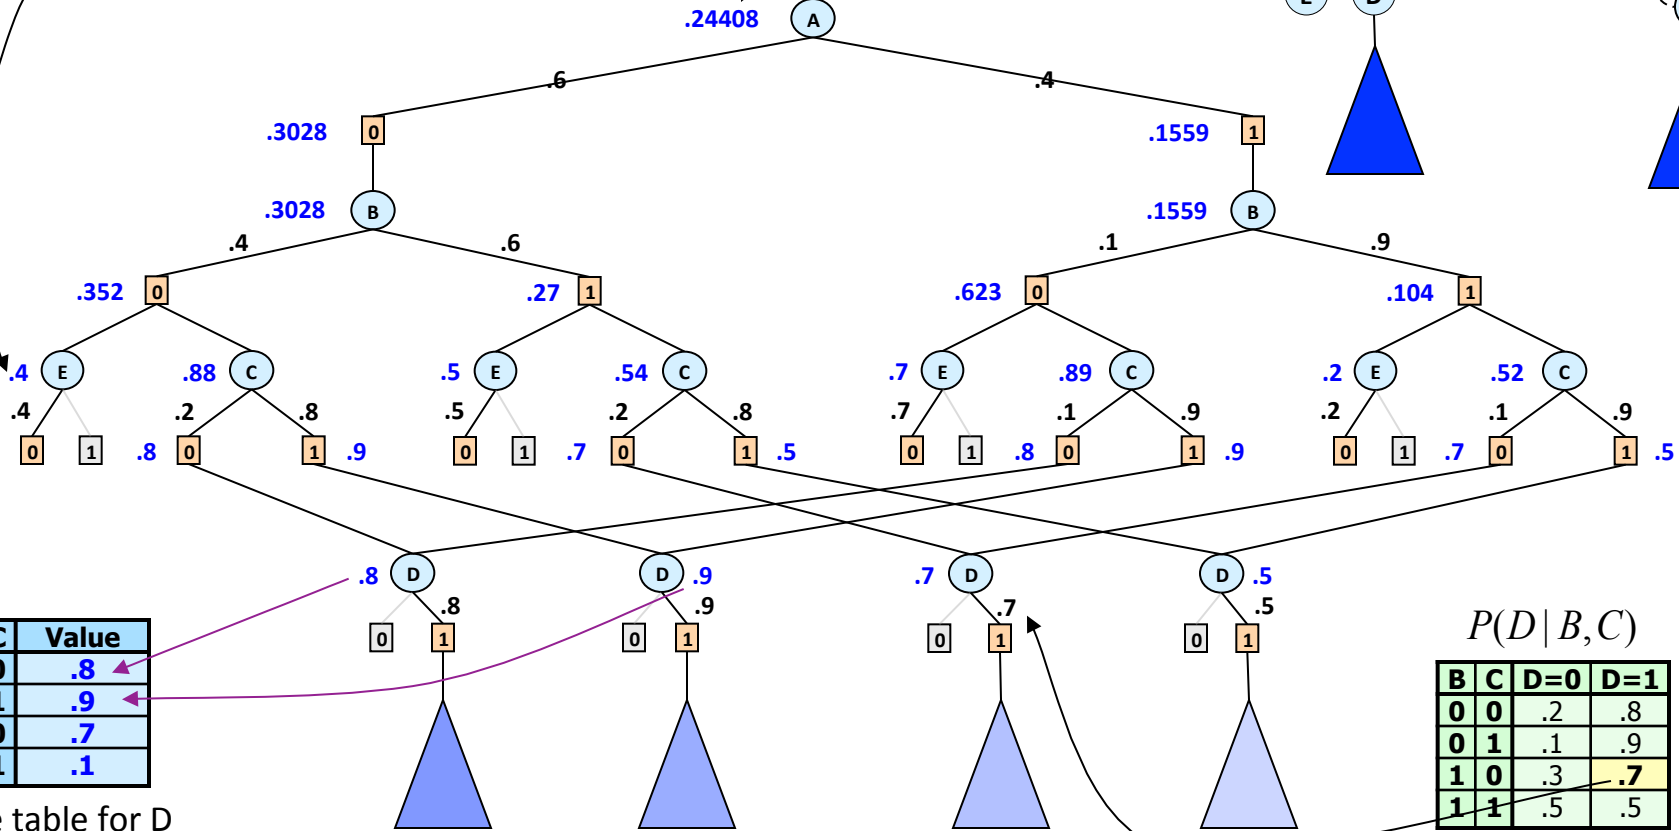 .24408 A
.6 .4
.3028 0 .1559 1
.3028 B .1559 B
.4 .6 .1 .9
.352 0 .27 1 .623 0 .104 1
.4 E .88 C .5 E .54 C .7 E .89 C .2 E .52 C
.4 .2 .8 .5 .2 .8 .7 .1 .9 .2 .1 .9
0 1 .8 0 1 .9 0 1 .7 0 1 .5 0 1 .8 0 1 .9 0 1 .7 0 1 .5
.8 D D .9 .7 D D .5
.8 .9 .7 .5
0 1 0 1 0 1 0 1
C Value
0 .8
1 .9
0 .7
1 .1
table for D
P(D|B,C)
B C D=0 D=1
0 0 .2 .8
0 1 .1 .9
1 0 .3 .7
1 1 .5 .5